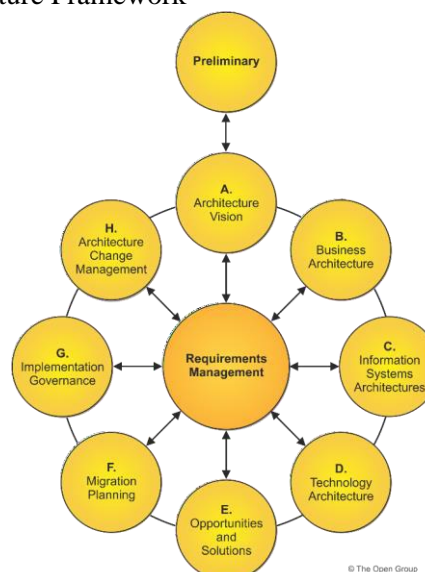 ture Framework
Preliminary
A.
Architecture
Vision
B.
Business
Architecture
C.
Information
Systems
Architectures
D.
Technology
Architecture
E.
Opportunities
and
Solutions
F.
Migration
Planning
G.
Implementation
Governance
H.
Architecture
Change
Management
Requirements
Management
© The Open Group